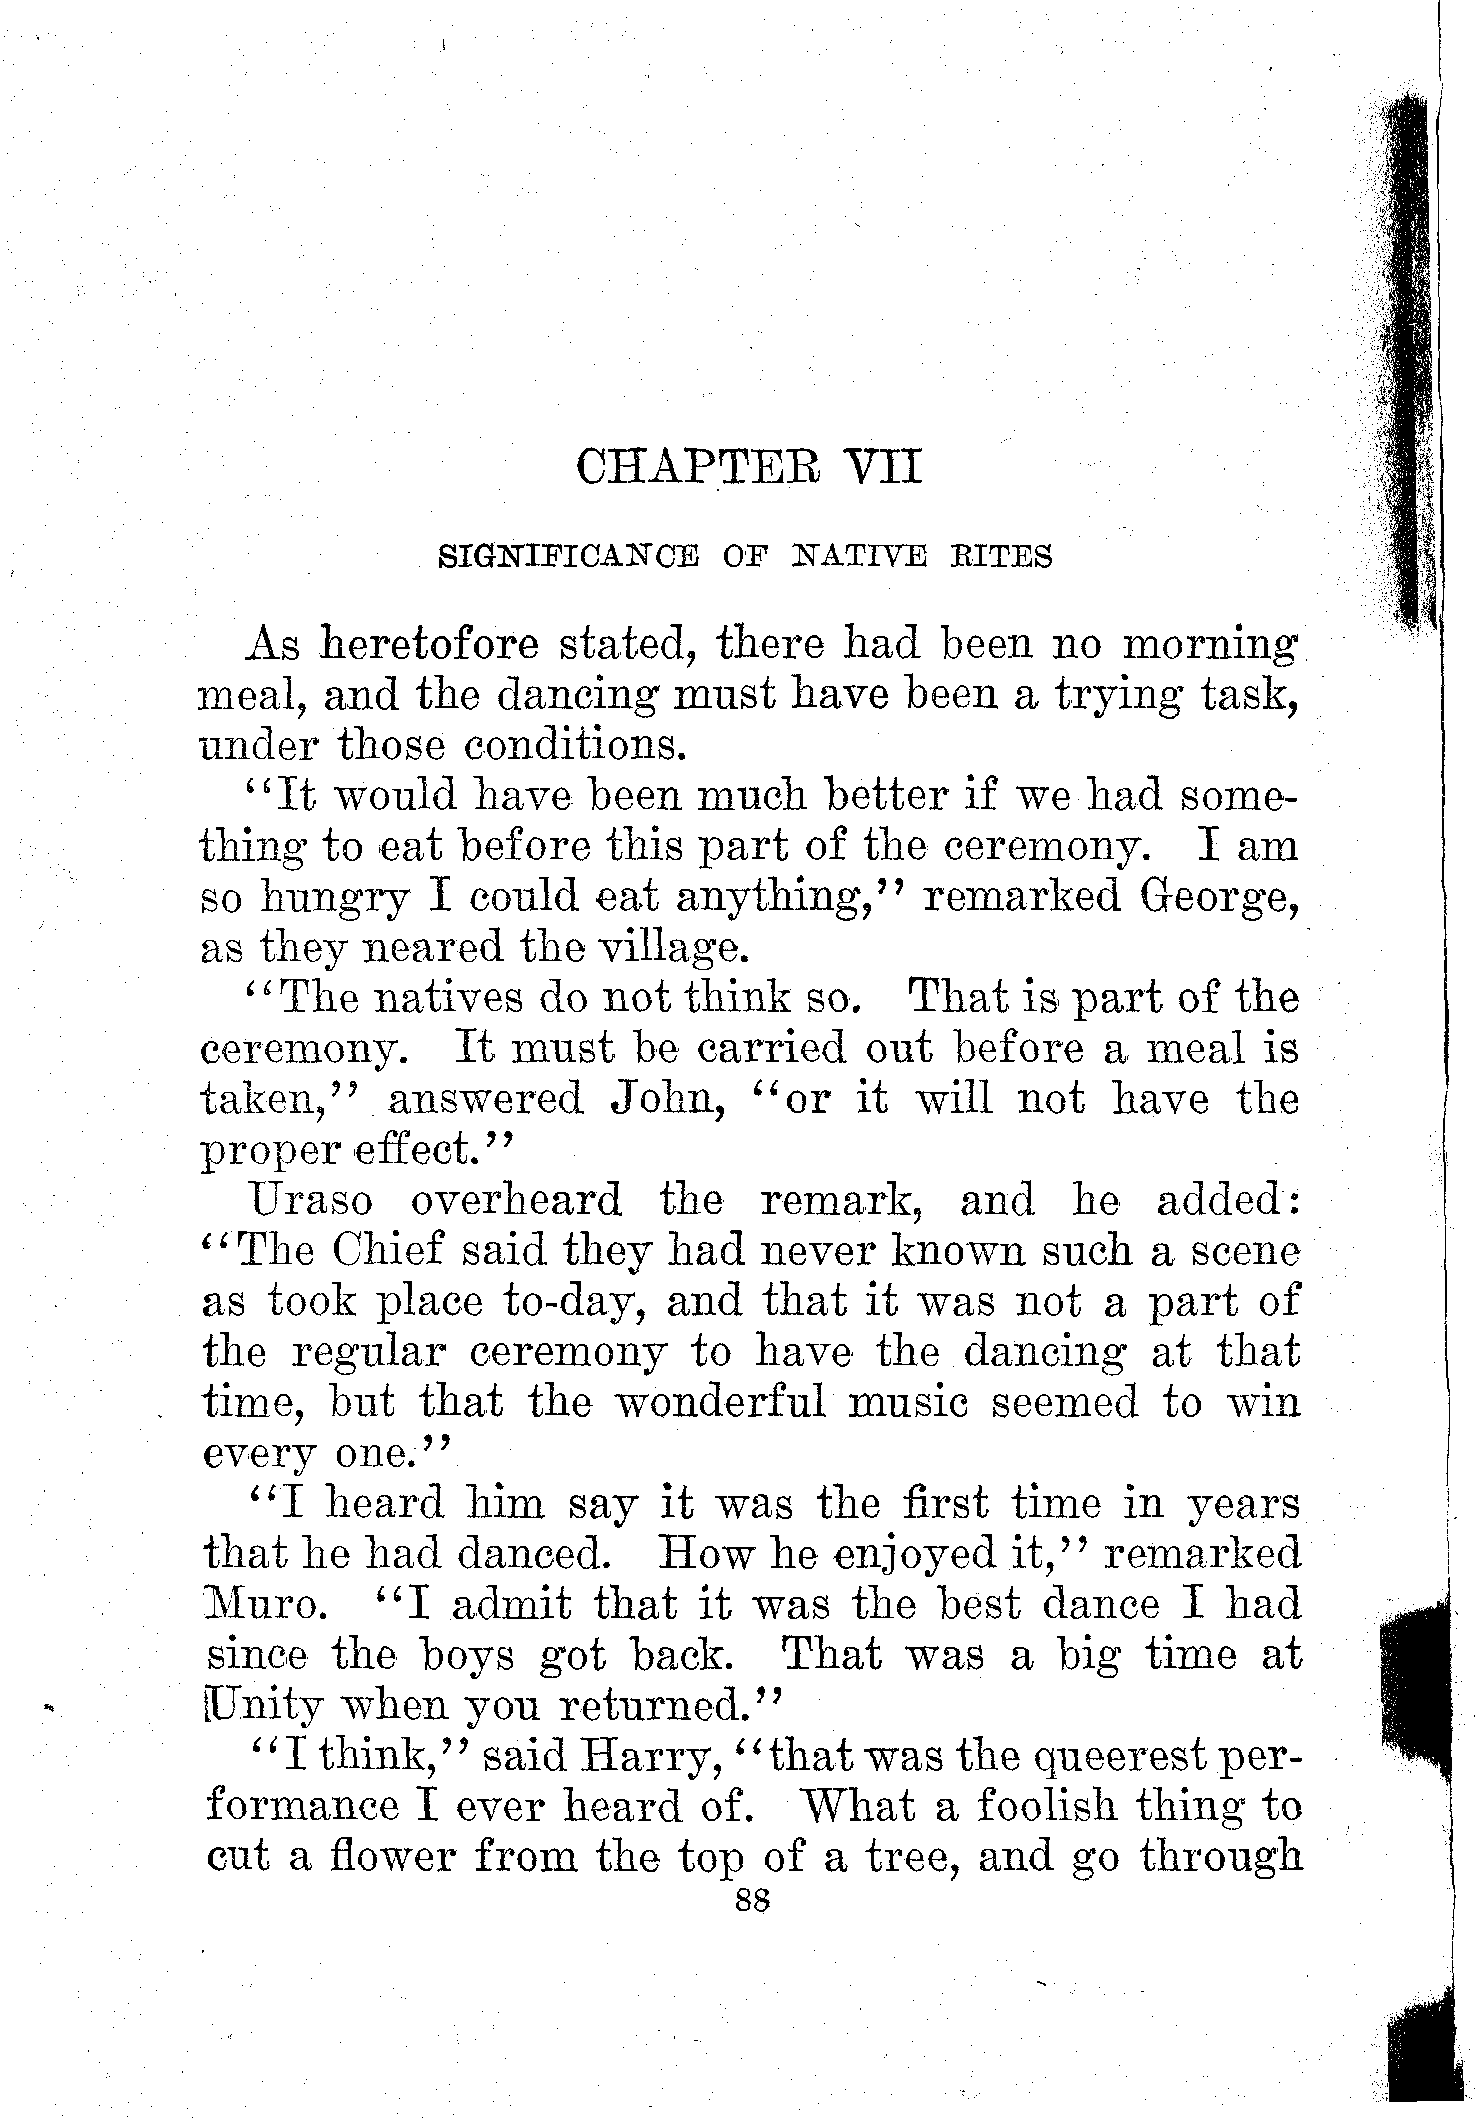 CHAPTER VII
SIGNIFICANCE OF NATIVE RITES
As heretofore stated, there had been no morning
meal, and the dancing must have been a trying task,
under those conditions.
"It would have been much better if we had some-
thing to eat before this part of the ceremony. I am
so hungry I could eat anything," remarked George,
as they neared the village.
"The natives do not think so. That is part of the
ceremony. It must be carried out before a meal is
taken," answered John, "or it will not have the
proper effect."
Uraso overheard the remark, and he added:
"The Chief said they had never known such a scene
as took place to-day, and that it was not a part of
the regular ceremony to have the dancing at that
time, but that the wonderful music seemed to win
every one."
"I heard him say it was the first time in years
that he had danced. How he enjoyed it," remarked
Muro. "I admit that it was the best dance I had
since the boys got back. That was a big time at
Unity when you returned."
"I think," said Harry, "that was the queerest per-
formance I ever heard of. What a foolish thing to
cut a flower from the top of a tree, and go through
88